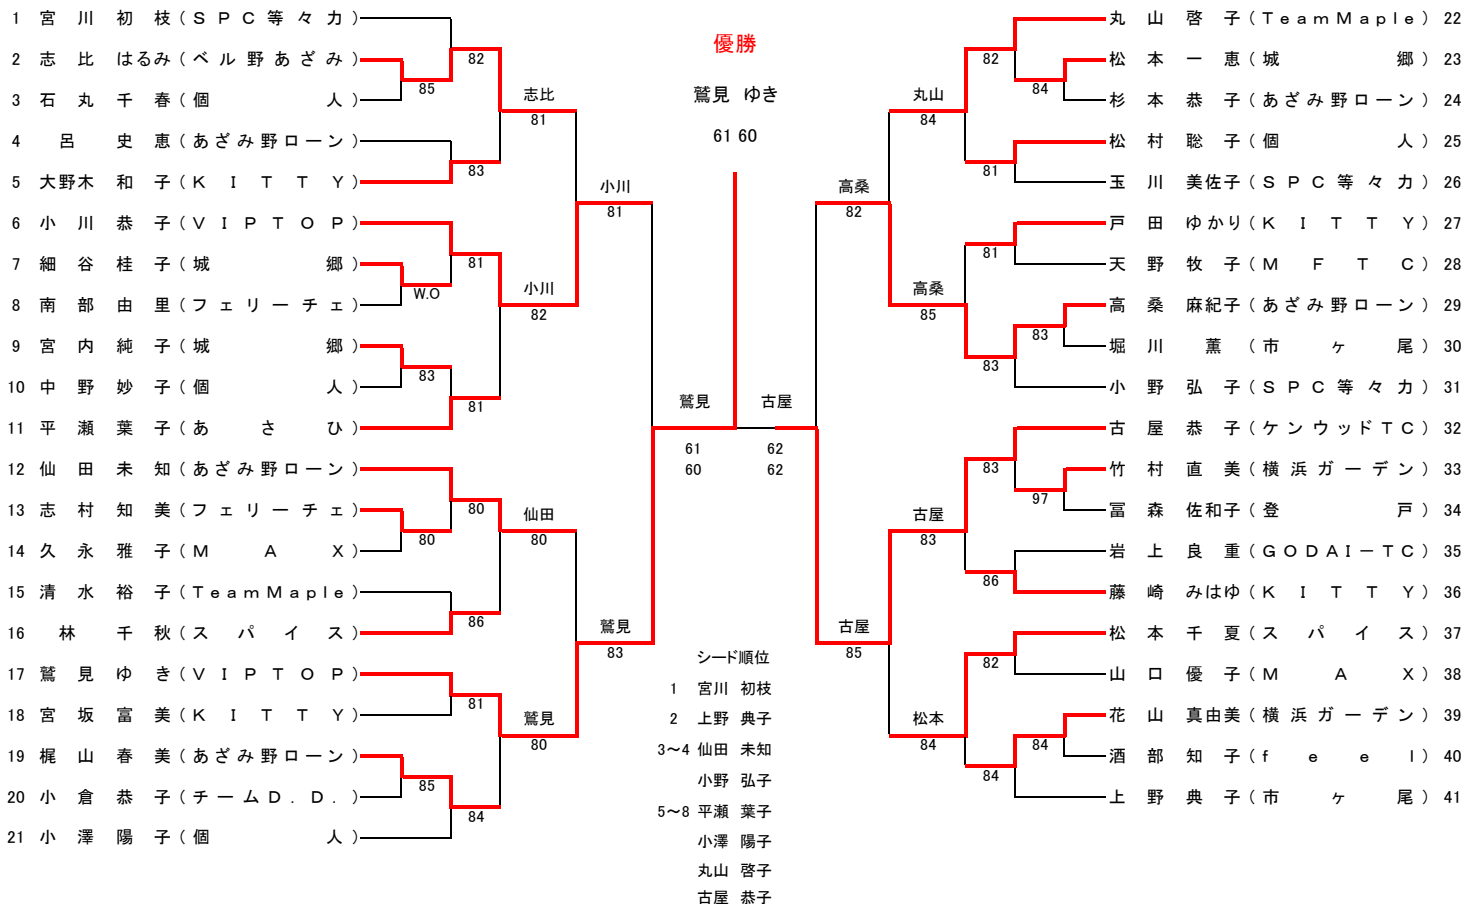 1 宮川 初枝(SPC等々力)
2 志比 はるみ(ベル野あざみ)
3 石丸 千春(個人)
4 呂 史恵(あざみ野ローン)
5 大野木 和子(KITTY)
6 小川 恭子(VIPTOP)
7 細谷 桂子(城郷)
8 南部 由里(フェリーチェ)
9 宮内 純子(城郷)
10 中野 妙子(個人)
11 平瀬 葉子(あさひ)
12 仙田 未知(あざみ野ローン)
13 志村 知美(フェリーチェ)
14 久永 雅子(MAX)
15 清水 裕子(TeamMaple)
16 林 千秋(スパイス)
17 鷲見 ゆき(VIPTOP)
18 宮坂 富美(KITTY)
19 梶山 春美(あざみ野ローン)
20 小倉 恭子(チームD.D.)
21 小澤 陽子(個人)
82
85
83
81
W.O
83
81
80
80
86
81
85
84
志比
81
小川
82
仙田
80
鷲見
80
小川
81
鷲見
83
優勝
鷲見 ゆき
61 60
鷲見
61
60
古屋
62
62
シード順位
1 宮川 初枝
2 上野 典子
3～4 仙田 未知
小野 弘子
5～8 平瀬 葉子
小澤 陽子
丸山 啓子
古屋 恭子
高桑
82
古屋
85
丸山
84
高桑
85
古屋
83
松本
84
82
84
81
81
83
83
83
97
86
82
84
84
丸山 啓子(TeamMaple) 22
松本 一恵(城郷) 23
杉本 恭子(あざみ野ローン) 24
松村 聡子(個人) 25
玉川 美佐子(SPC等々力) 26
戸田 ゆかり(KITTY) 27
天野 牧子(MFTC) 28
高桑 麻紀子(あざみ野ローン) 29
堀川 薫(市ヶ尾) 30
小野 弘子(SPC等々力) 31
古屋 恭子(ケンウッドTC) 32
竹村 直美(横浜ガーデン) 33
冨森 佐和子(登戸) 34
岩上 良重(GODAI－TC) 35
藤崎 みはゆ(KITTY) 36
松本 千夏(スパイス) 37
山口 優子(MAX) 38
花山 真由美(横浜ガーデン) 39
酒部 知子(feel) 40
上野 典子(市ヶ尾) 41